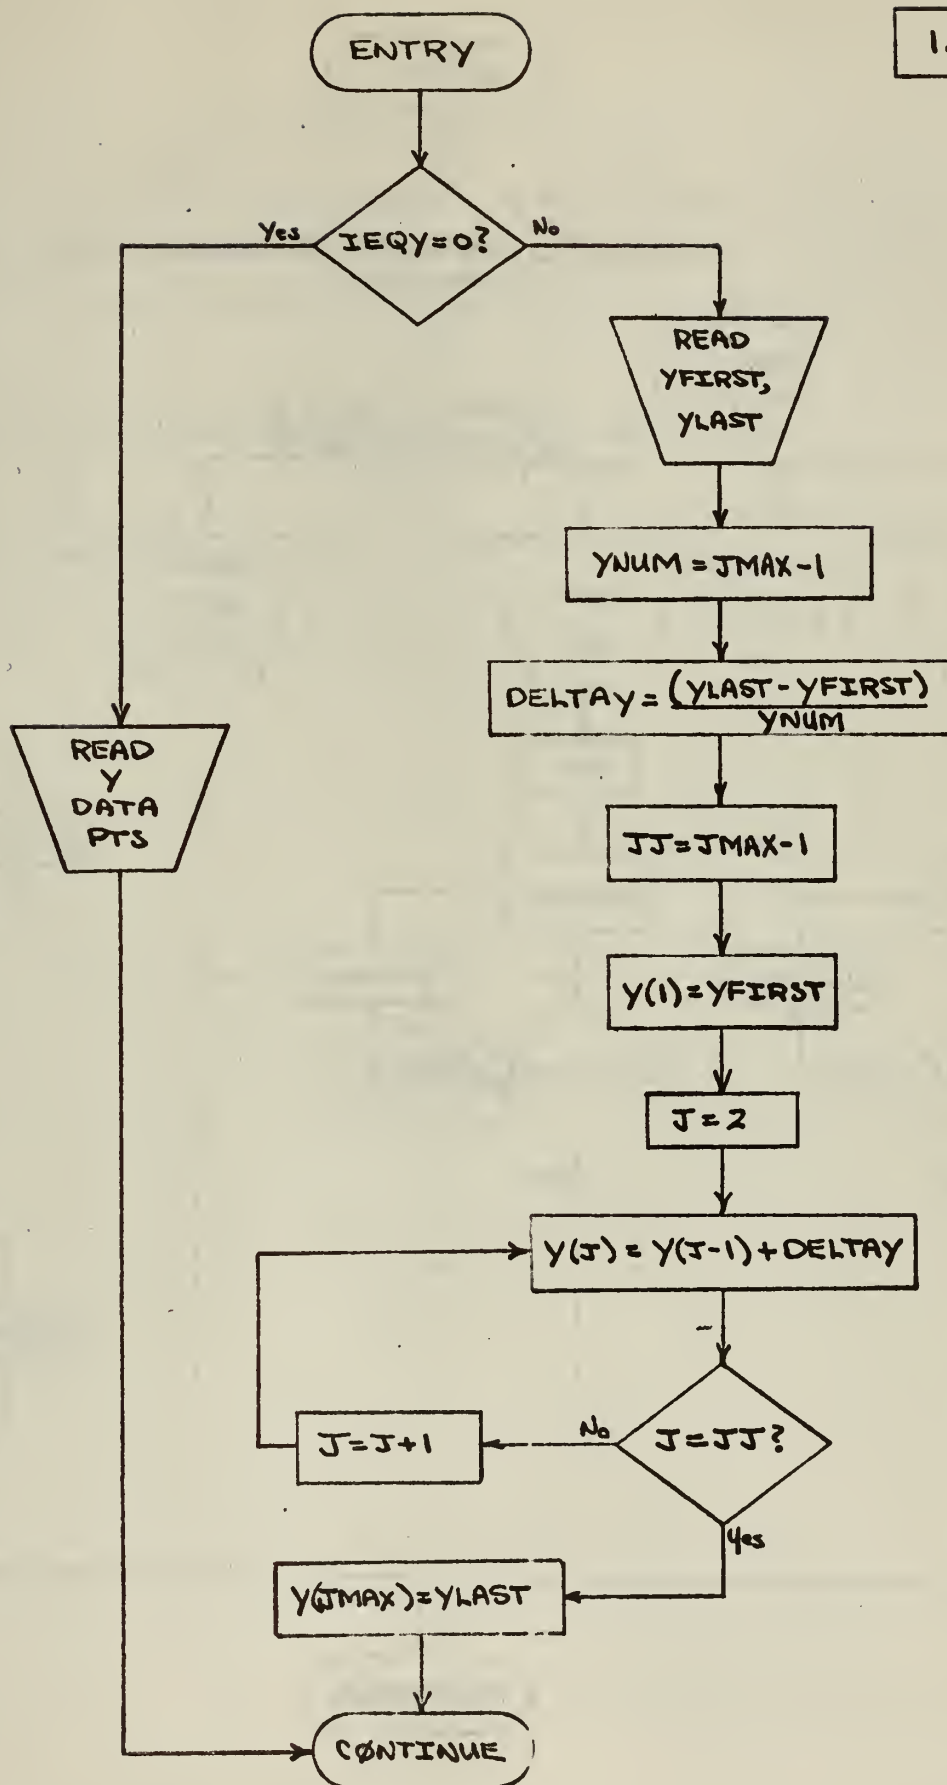 1.
ENTRY
IEQY=0?
Yes
No
READ
YFIRST,
YLAST
YNUM = JMAX-1
DELTAY = (YLAST - YFIRST)
YNUM
JJ = JMAX-1
Y(1) = YFIRST
J = 2
Y(J) = Y(J-1) + DELTAY
J = JJ?
No
J = J+1
Yes
Y(JMAX) = YLAST
READ
Y
DATA
PTS
CØNTINUE